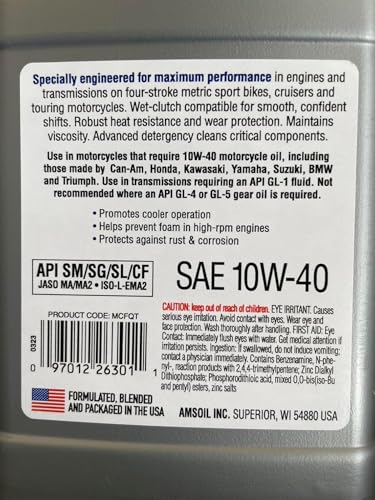 Specially engineered for maximum performance in engines and
transmissions on four-stroke metric sport bikes, cruisers and
touring motorcycles. Wet-clutch compatible for smooth, confident
shifts. Robust heat resistance and wear protection. Maintains
viscosity. Advanced detergency cleans critical components.
Use in motorcycles that require 10W-40 motorcycle oil, including
those made by Can-Am, Honda, Kawasaki, Yamaha, Suzuki, BMW
and Triumph. Use in transmissions requiring an API GL-1 fluid. Not
recommended where an API GL-4 or GL-5 gear oil is required.
• Promotes cooler operation
• Helps prevent foam in high-rpm engines
• Protects against rust & corrosion
API SM/SG/SL/CF
JASO MA/MA2 • ISO-L-EMA2
SAE 10W-40
PRODUCT CODE: MCFQT
0323
0 97012 26301 1
FORMULATED, BLENDED
AND PACKAGED IN THE USA
CAUTION: keep out of reach of children. EYE IRRITANT. Causes
serious eye irritation. Avoid contact with eyes. Wear eye and
face protection. Wash thoroughly after handling. FIRST AID: Eye
Contact: Immediately flush eyes with water. Get medical attention if
irritation persists. Ingestion: If swallowed, do not induce vomiting;
contact a physician immediately. Contains Benzenamine, N-phe-
nyl-, reaction products with 2,4,4-trimethylpentene; Zinc Dialkyl
Dithiophosphate; Phosphorodithioic acid, mixed O,O-bis(iso-Bu
and pentyl) esters, zinc salts
AMSOIL INC. SUPERIOR, WI 54880 USA